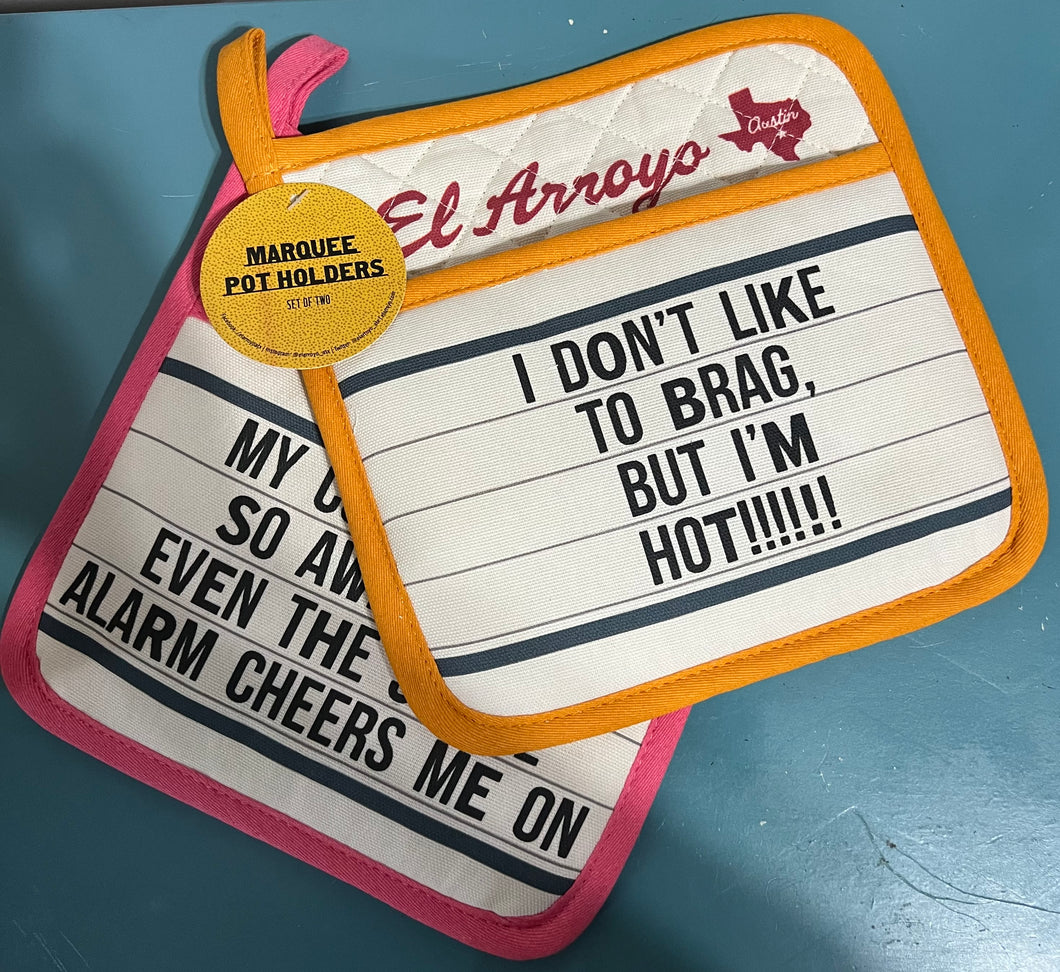 El Arroyo
Austin
MARQUEE
POT HOLDERS
SET OF TWO
I DON'T LIKE
TO BRAG,
BUT I'M
HOT!!!!!!
MY
SO
EVEN THE
ALARM CHEERS ME ON